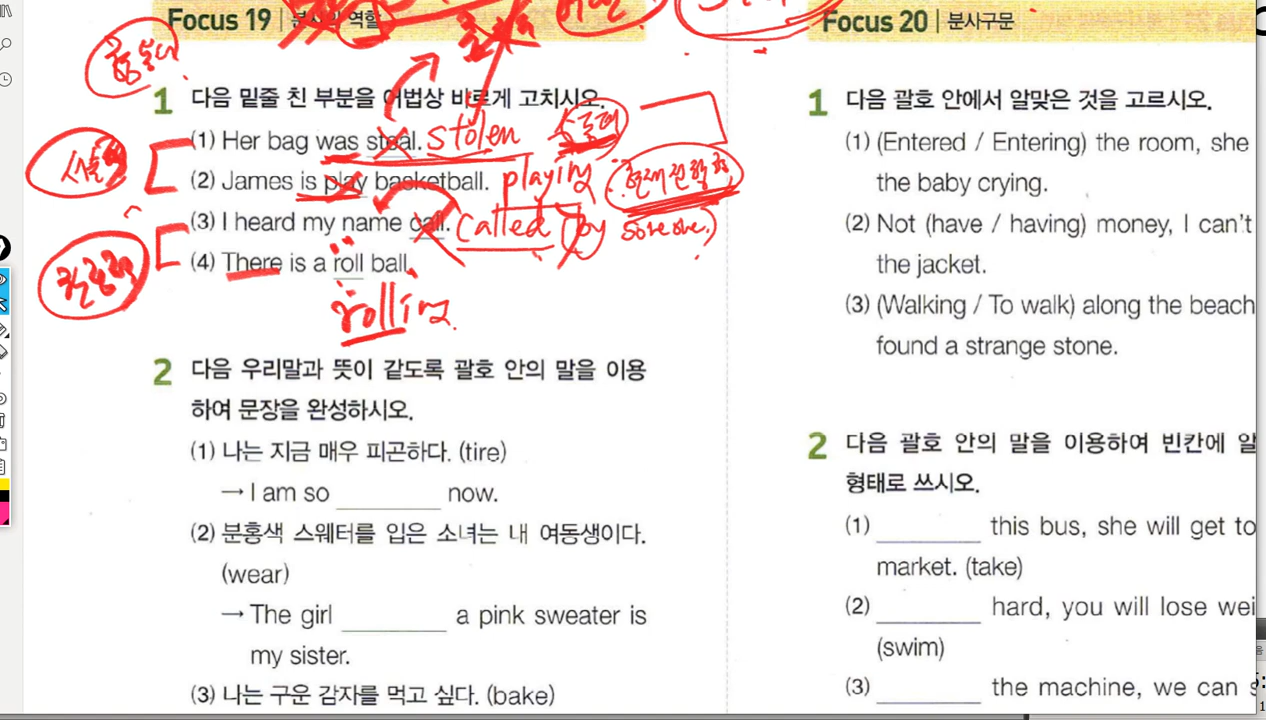 Focus 19 | 분사의 역할
1 다음 밑줄 친 부분을 어법상 바르게 고치시오.
(1) Her bag was steal. stolen
(2) James is play basketball. playing 현재진행형
(3) I heard my name call. called (by someone.)
(4) There is a roll ball.
rolling
2 다음 우리말과 뜻이 같도록 괄호 안의 말을 이용
하여 문장을 완성하시오.
(1) 나는 지금 매우 피곤하다. (tire)
→ I am so ________ now.
(2) 분홍색 스웨터를 입은 소녀는 내 여동생이다.
(wear)
→ The girl ________ a pink sweater is
my sister.
(3) 나는 구운 감자를 먹고 싶다. (bake)
Focus 20 | 분사구문
1 다음 괄호 안에서 알맞은 것을 고르시오.
(1) (Entered / Entering) the room, she
the baby crying.
(2) Not (have / having) money, I can't
the jacket.
(3) (Walking / To walk) along the beach
found a strange stone.
2 다음 괄호 안의 말을 이용하여 빈칸에 알
형태로 쓰시오.
(1) ________ this bus, she will get to
market. (take)
(2) ________ hard, you will lose wei
(swim)
(3) ________ the machine, we can s